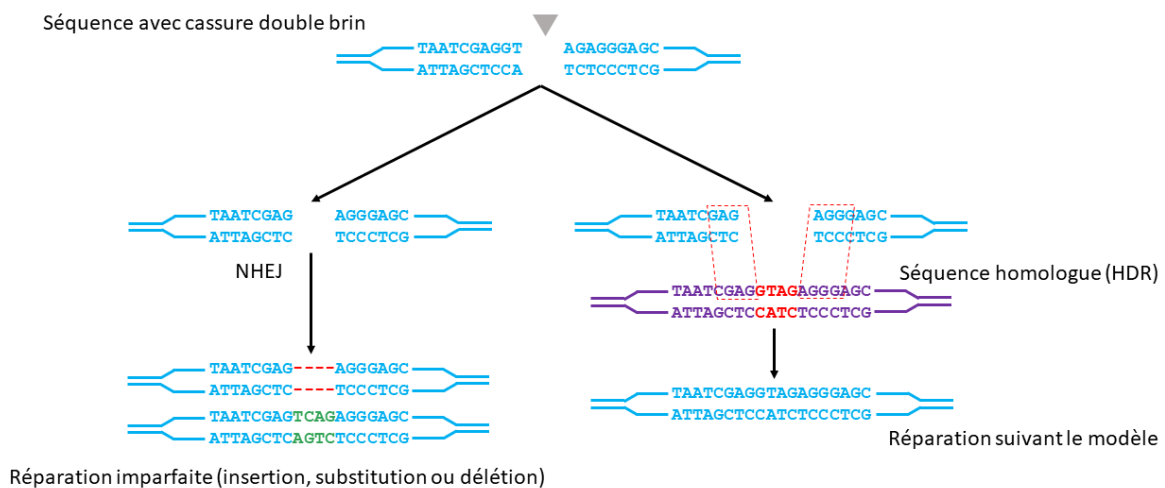 Séquence avec cassure double brin
TAATCGAGGT AGAGGGAGC
ATTAGCTCCA TCTCCCTCG
TAATCGAG AGGGAGC
ATTAGCTC TCCCTCG
TAATCGAG AGGGAGC
ATTAGCTC TCCCTCG
NHEJ
Séquence homologue (HDR)
TAATCGAGGTAGAGGGAGC
ATTAGCTCCATCTCCCTCG
TAATCGAG----AGGGAGC
ATTAGCTC----TCCCTCG
TAATCGAGTCAGAGGGAGC
ATTAGCTCAGTCTCCCTCG
TAATCGAGGTAGAGGGAGC
ATTAGCTCCATCTCCCTCG
Réparation suivant le modèle
Réparation imparfaite (insertion, substitution ou délétion)